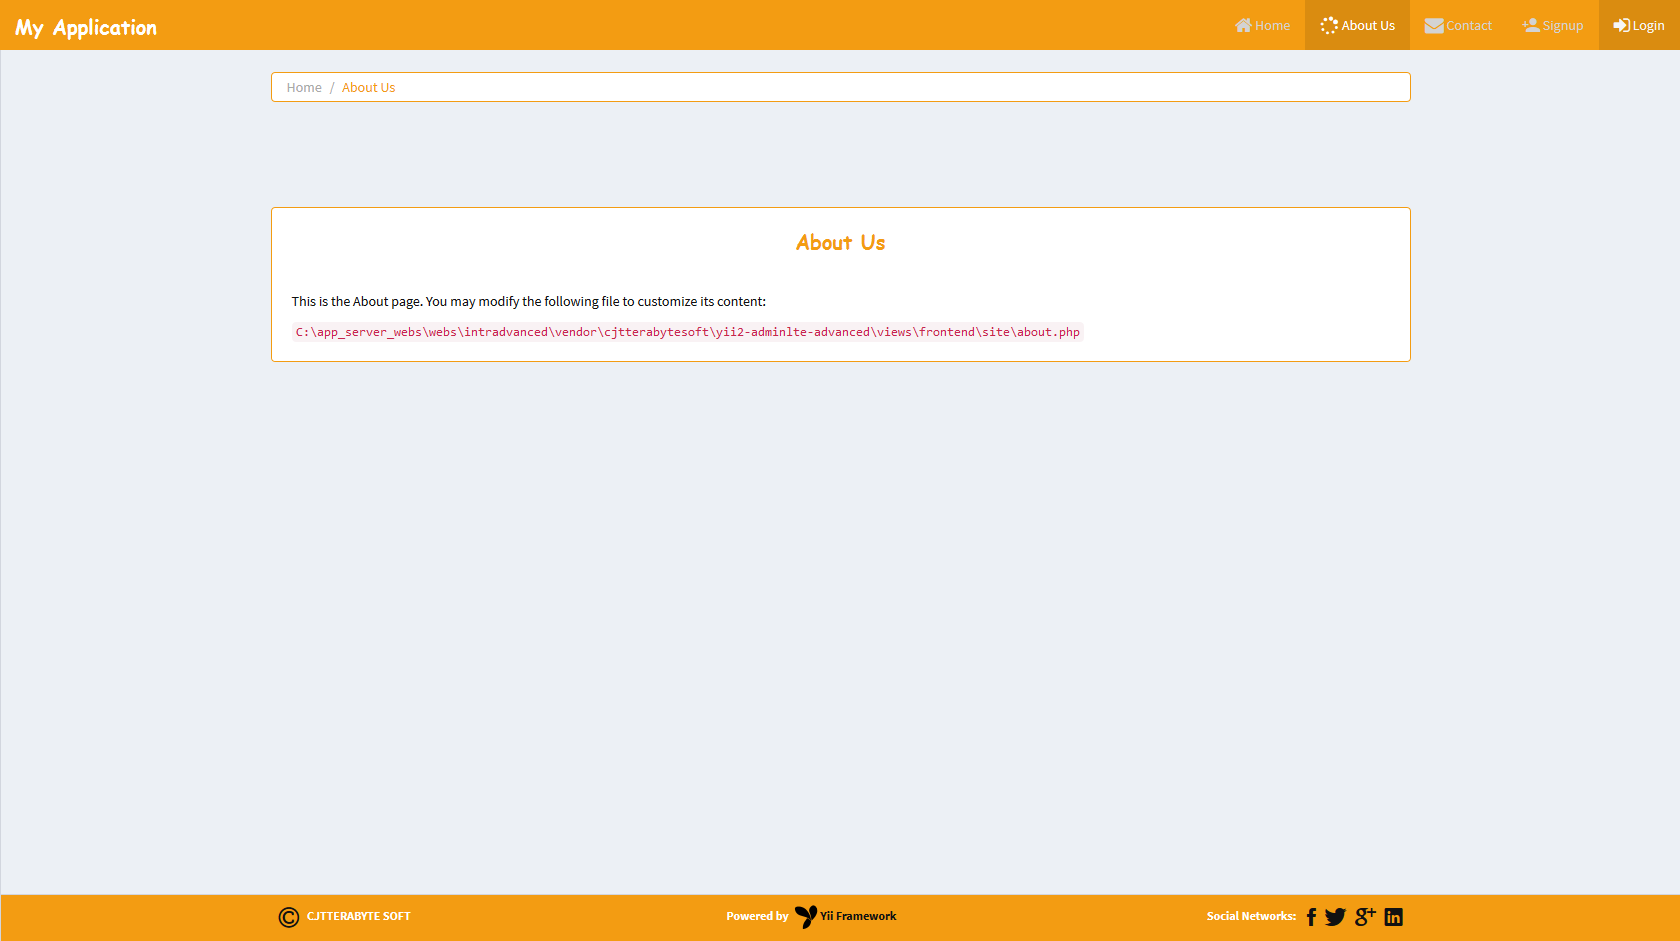 My Application
Home About Us Contact Signup Login
Home / About Us
About Us
This is the About page. You may modify the following file to customize its content:
C:\app_server_webs\webs\intradvanced\vendor\cjtterabytesoft\yii2-adminlte-advanced\views\frontend\site\about.php
© CJTTERABYTE SOFT Powered by Yii Framework Social Networks: f g+ in